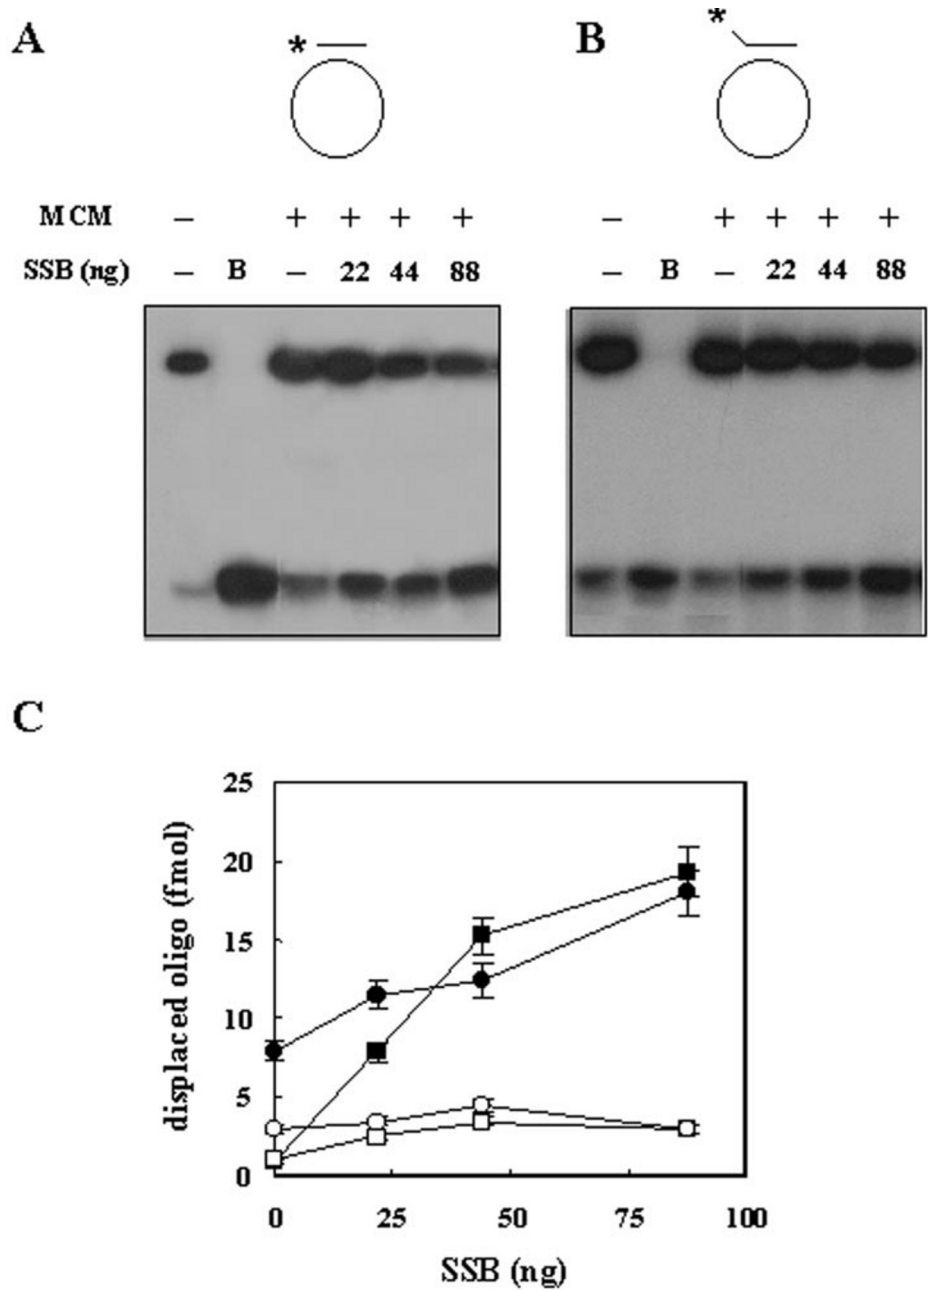 A
B
*
*
MCM – + + + + – + + + +
SSB (ng) – B – 22 44 88 – B – 22 44 88
C
25
20
15
10
5
0
displaced oligo (fmol)
0 25 50 75 100
SSB (ng)